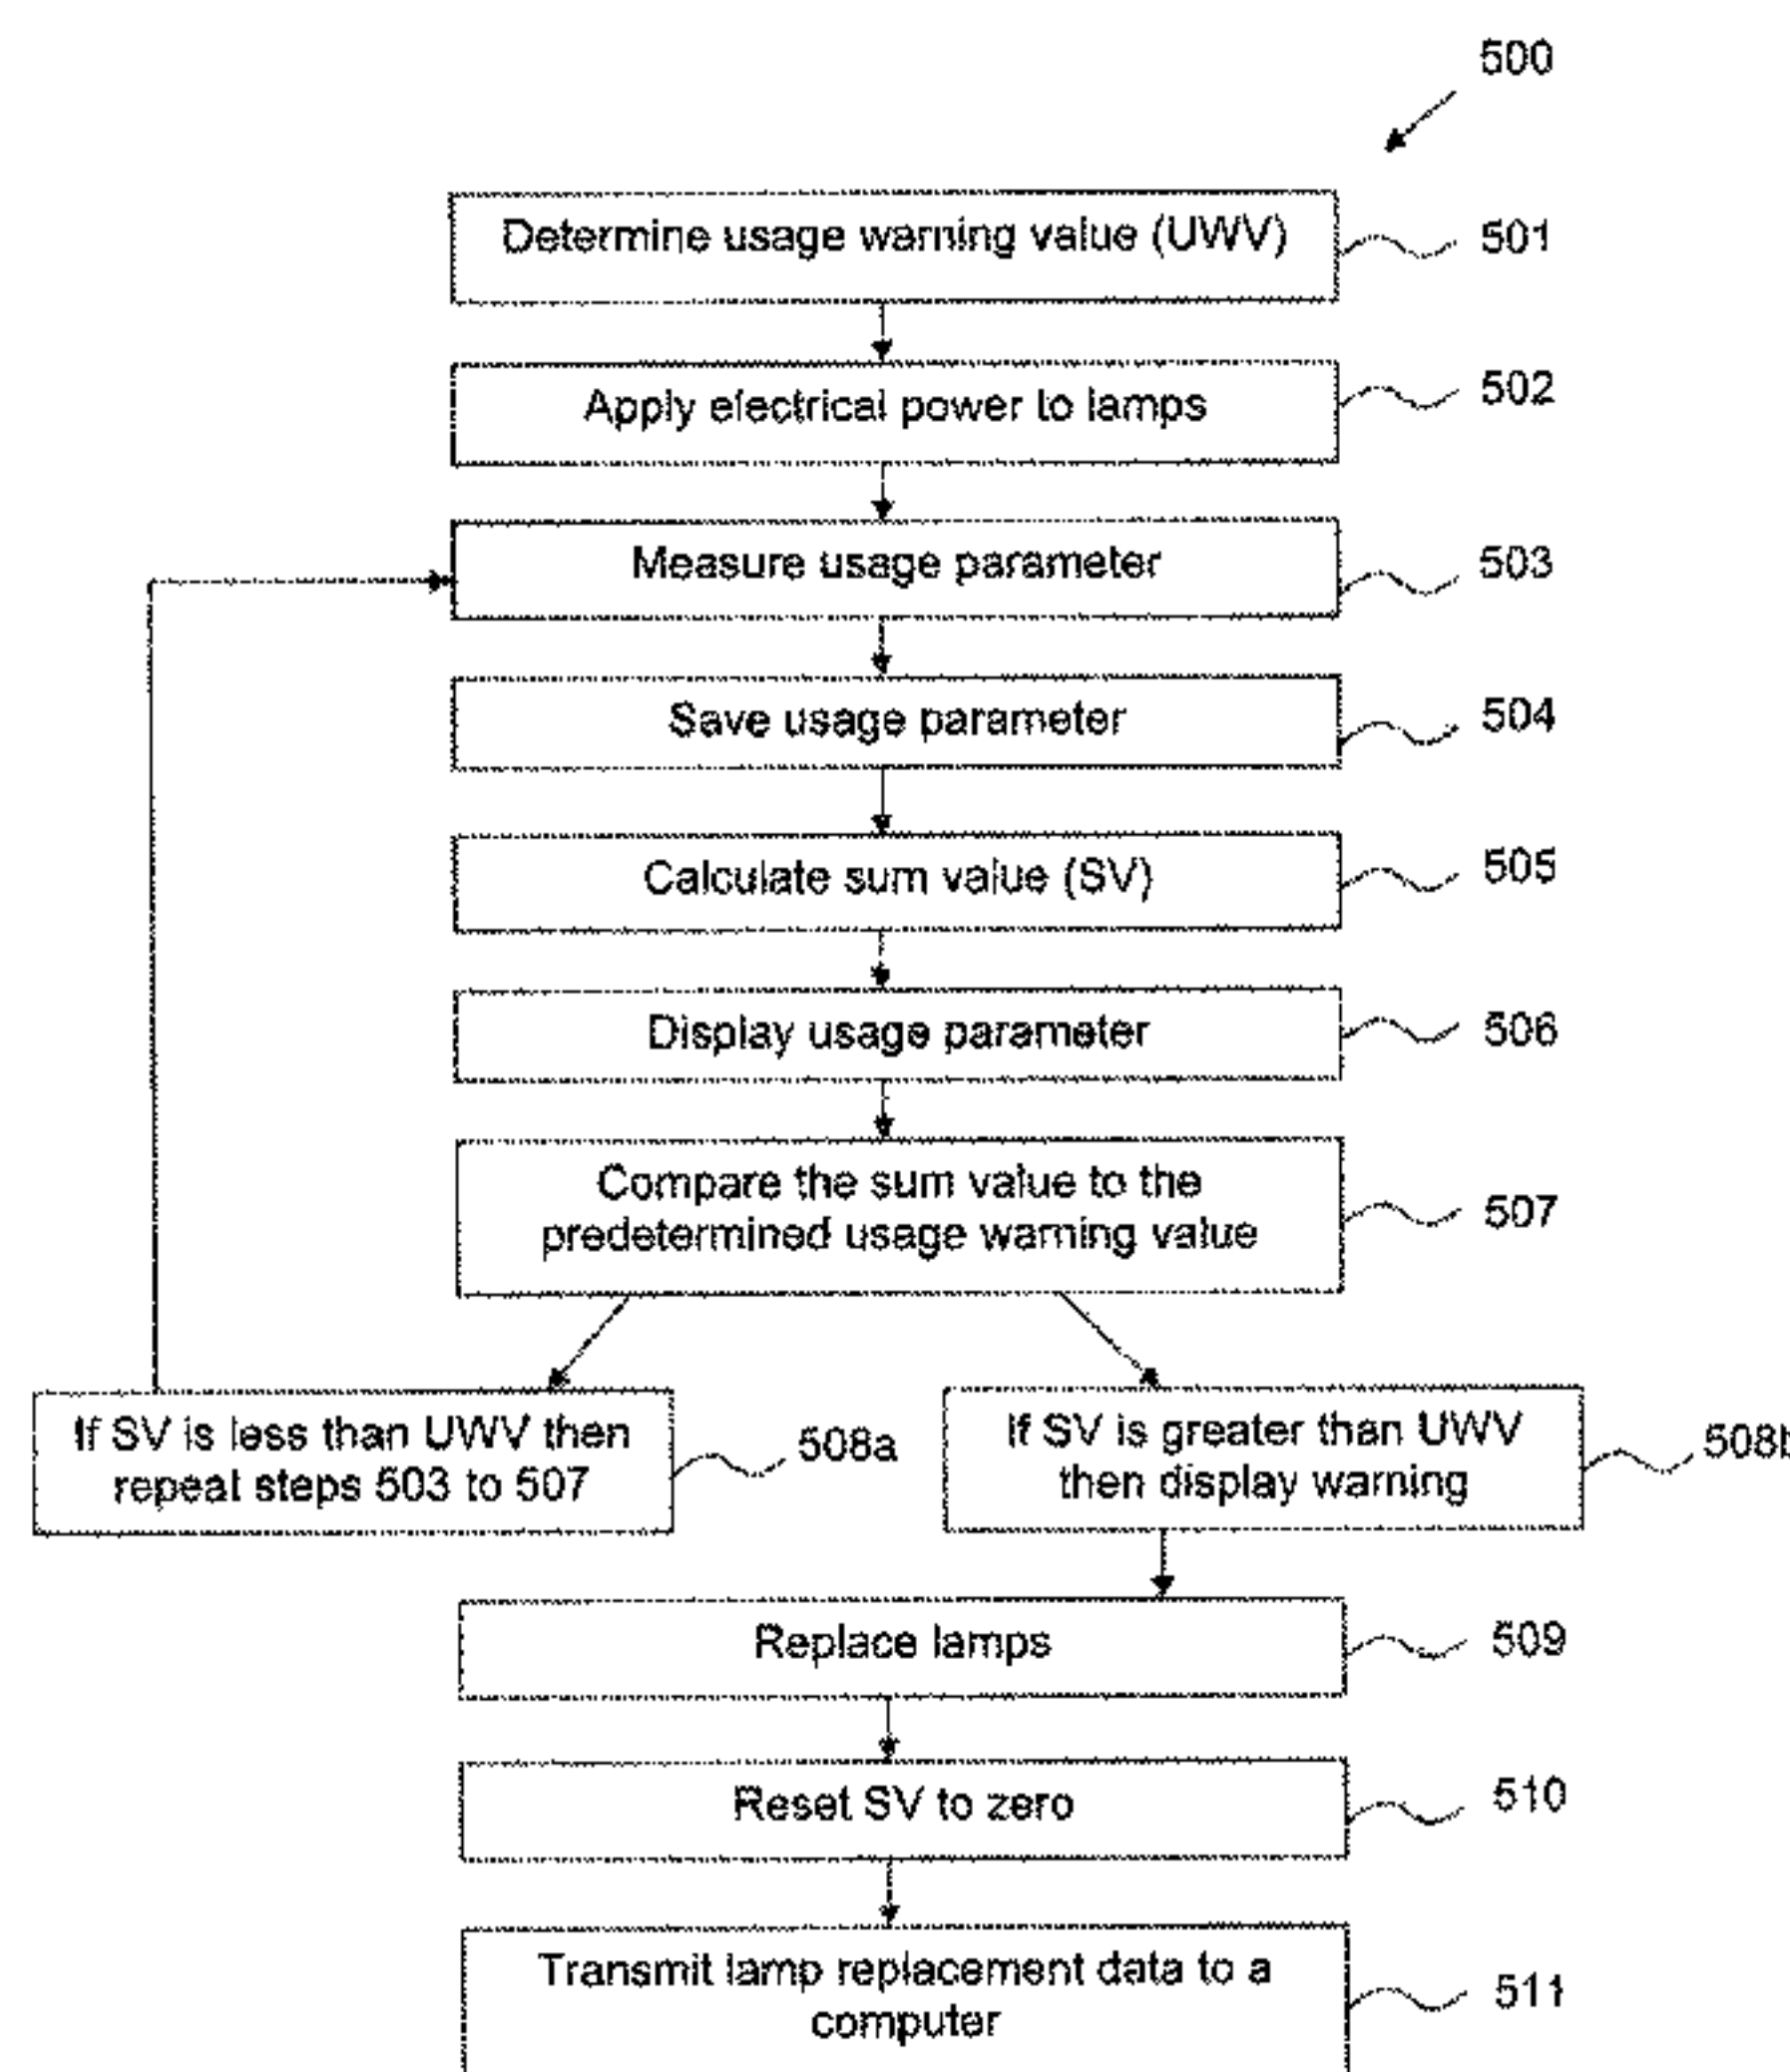 500
Determine usage warning value (UWV)
501
Apply electrical power to lamps
502
Measure usage parameter
503
Save usage parameter
504
Calculate sum value (SV)
505
Display usage parameter
506
Compare the sum value to the
predetermined usage warning value
507
If SV is less than UWV then
repeat steps 503 to 507
508a
If SV is greater than UWV
then display warning
508b
Replace lamps
509
Reset SV to zero
510
Transmit lamp replacement data to a
computer
511